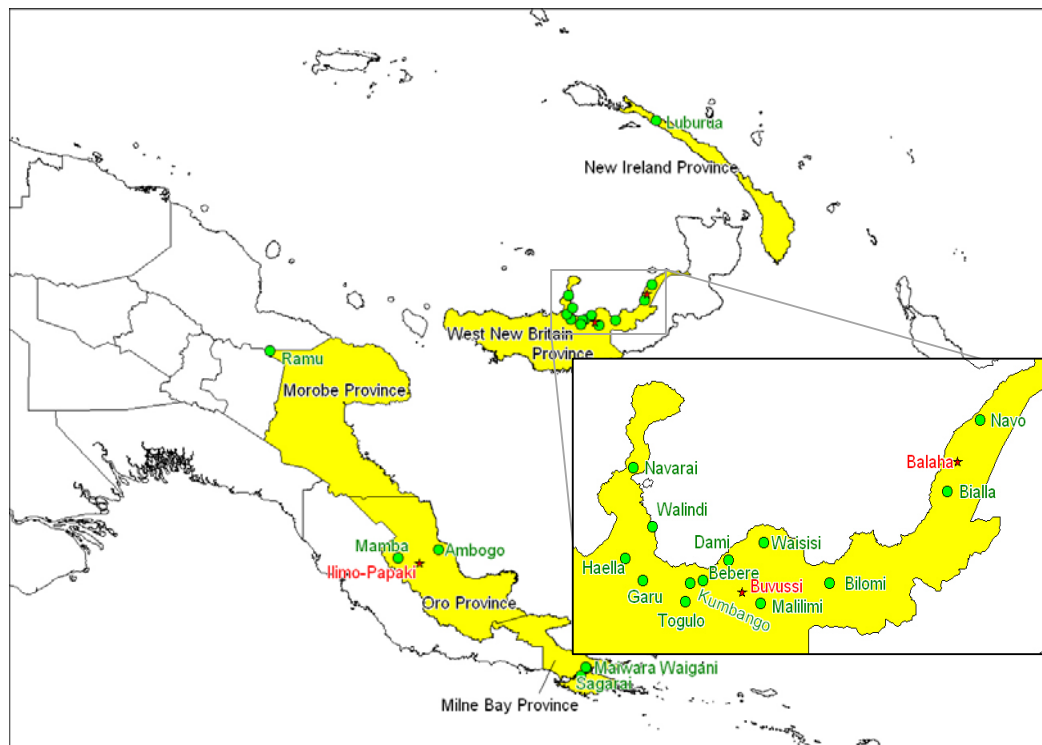 Luburua
New Ireland Province
West New Britain
Province
Ramu
Morobe Province
Navo
Balaha
Navarai
Bialla
Walindi
Dami
Waisisi
Mamba
Ambogo
Haella
Ilimo-Papaki
Bebere
Bilomi
Garu
Buvussi
Kumbango
Malilimi
Oro Province
Togulo
Maiwara Waigani
Sagarai
Milne Bay Province